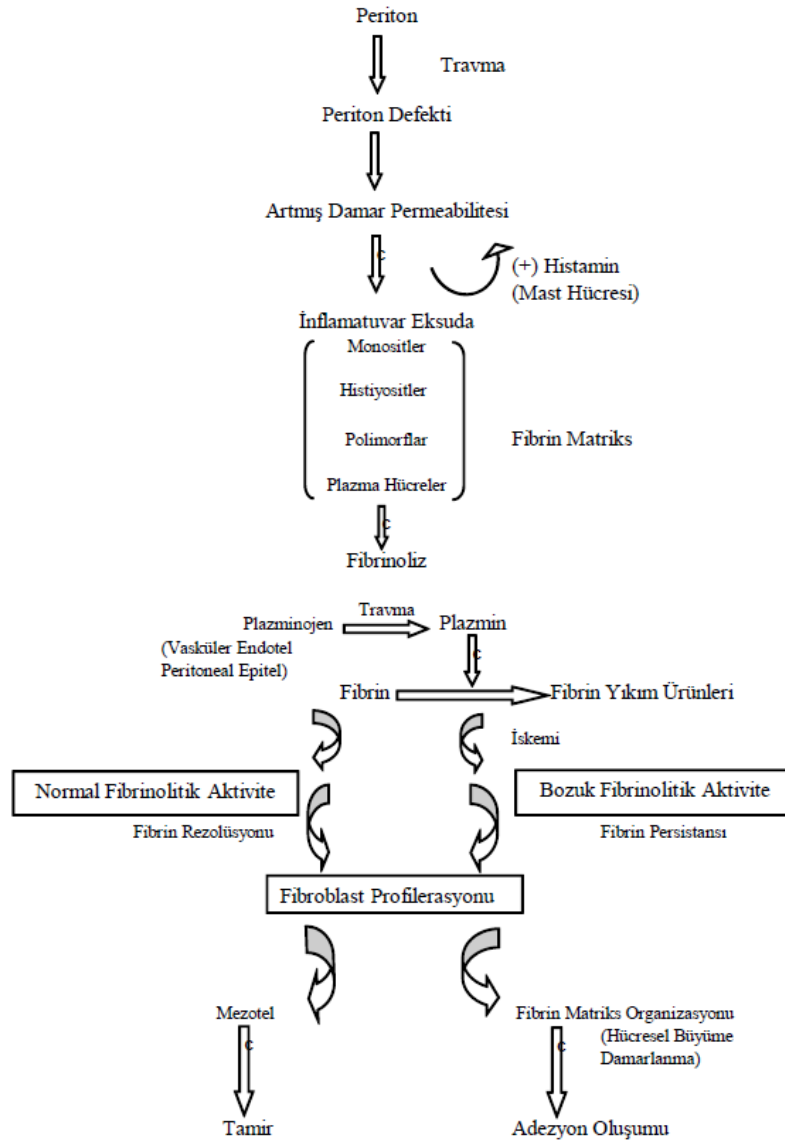 Periton
Travma
Periton Defekti
Artmış Damar Permeabilitesi
c
(+) Histamin
(Mast Hücresi)
İnflamatuvar Eksuda
Monositler
Histiyositler
Polimorflar
Fibrin Matriks
Plazma Hücreler
c
Fibrinoliz
Travma
Plazminojen
Plazmin
(Vasküler Endotel
Peritoneal Epitel)
c
Fibrin
Fibrin Yıkım Ürünleri
İskemi
Normal Fibrinolitik Aktivite
Bozuk Fibrinolitik Aktivite
Fibrin Rezolüsyonu
Fibrin Persistansı
Fibroblast Profilerasyonu
Mezotel
Fibrin Matriks Organizasyonu
(Hücresel Büyüme
Damarlanma)
c
c
Tamir
Adezyon Oluşumu